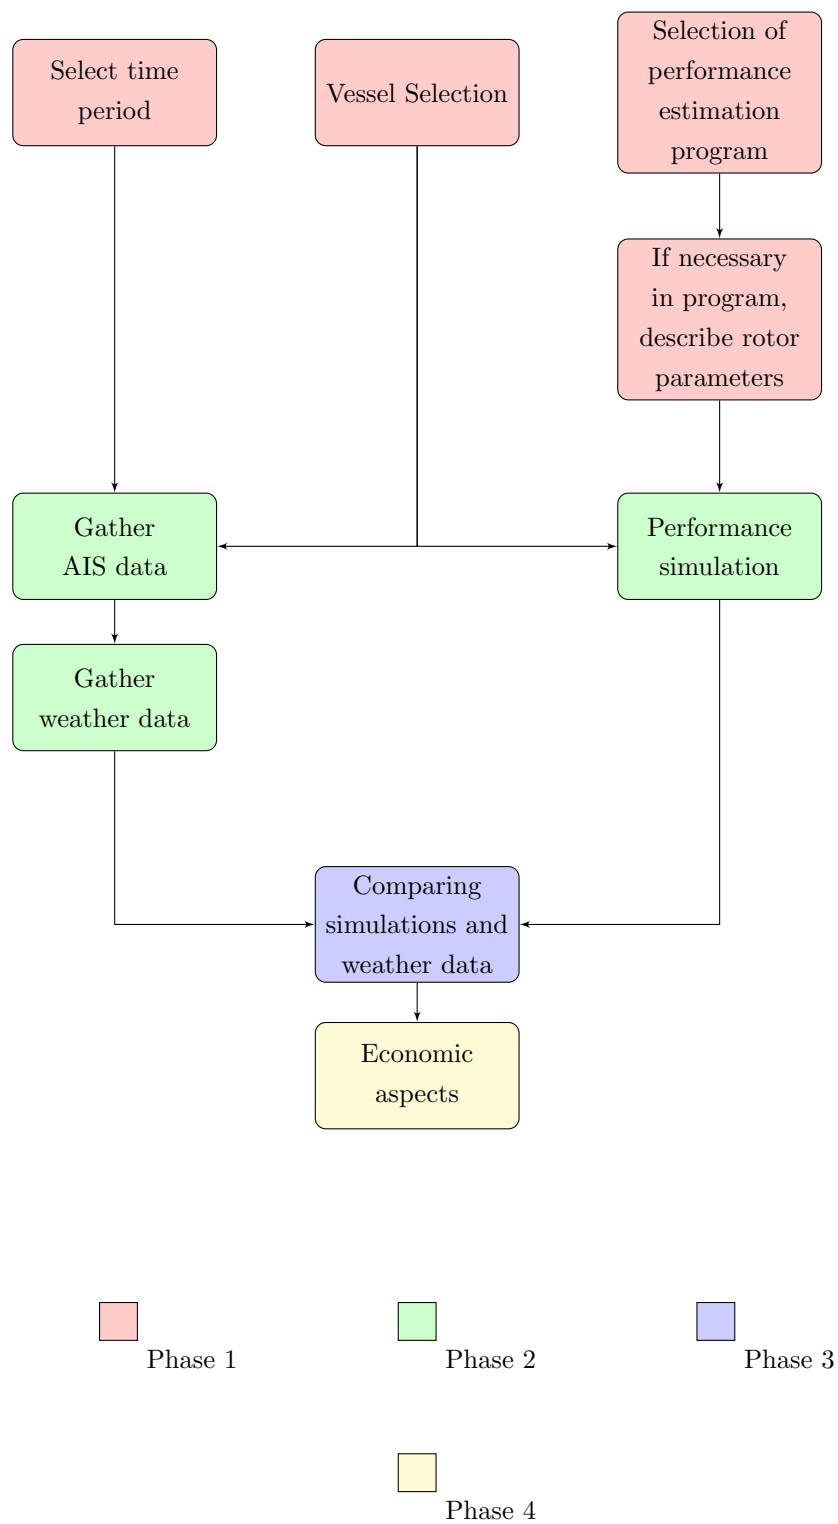 Select time
period
Vessel Selection
Selection of
performance
estimation
program
If necessary
in program,
describe rotor
parameters
Gather
AIS data
Performance
simulation
Gather
weather data
Comparing
simulations and
weather data
Economic
aspects
Phase 1
Phase 2
Phase 3
Phase 4